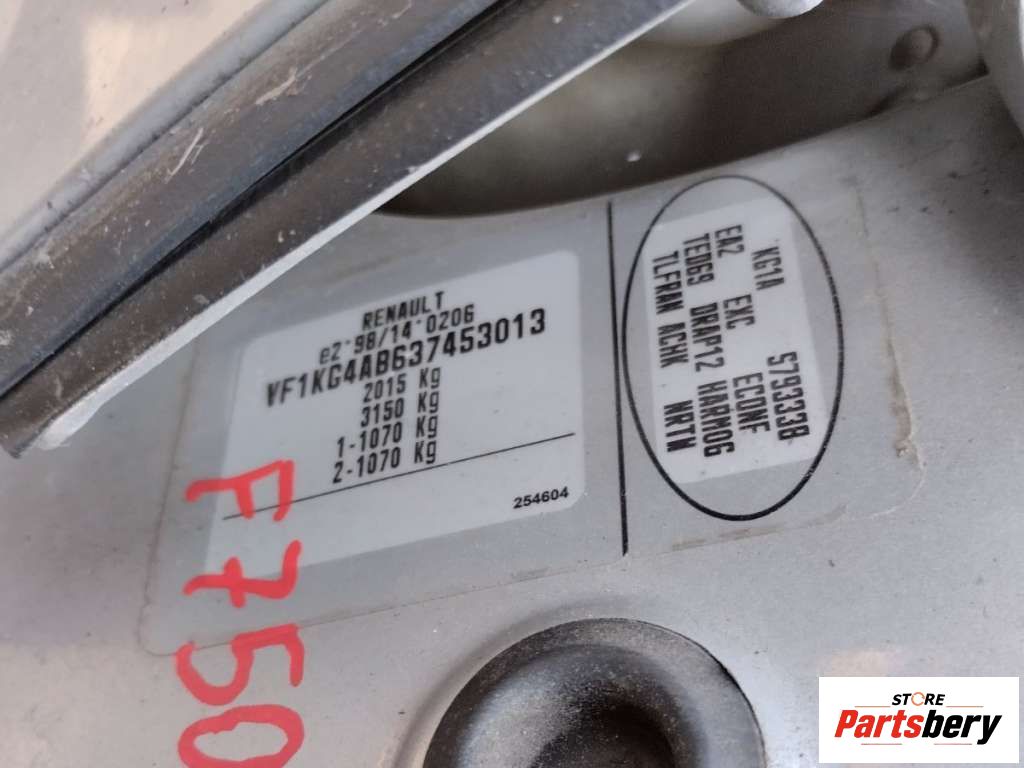 RENAULT
e2*98/14*0206
VF1KG4AB637453013
2015 Kg
3150 Kg
1-1070 Kg
2-1070 Kg
254604
KG1A S79333B
EA2 EXC ECONF
TED69 DRAP12 HARM06
TLFRAN ACHK NRTN
F750
STORE
Partsbery